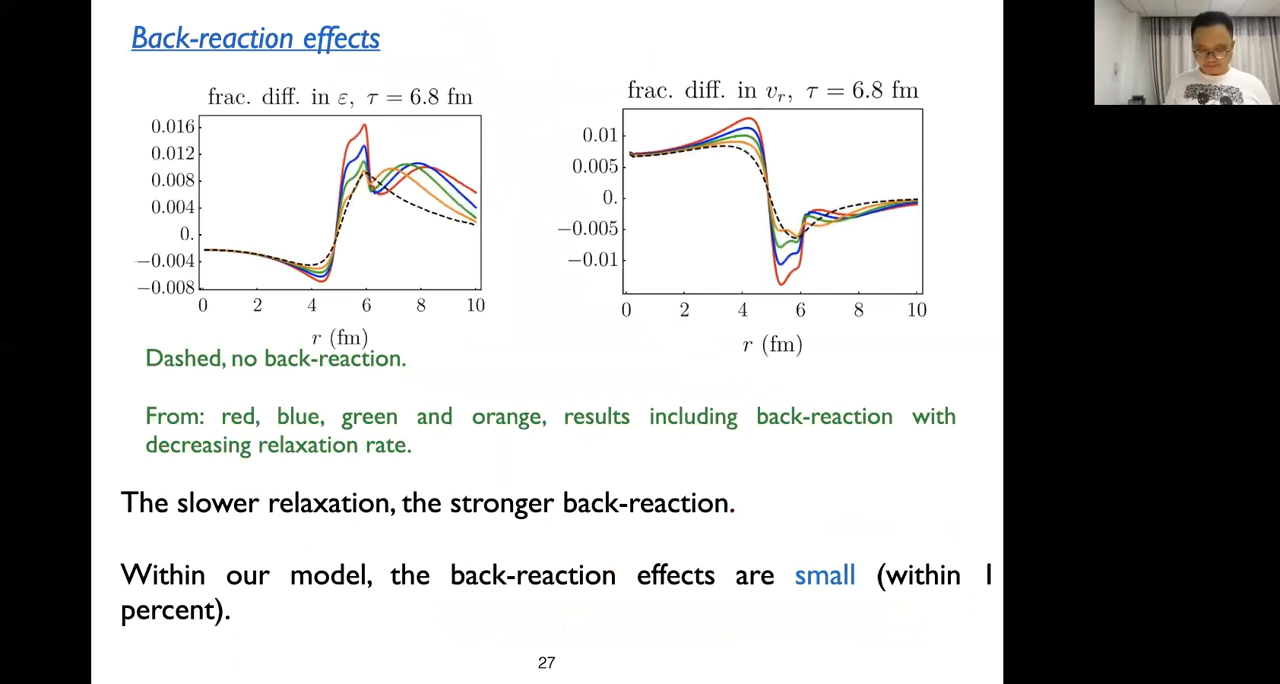 Back-reaction effects
frac. diff. in ε, τ = 6.8 fm
0.016
0.012
0.008
0.004
0.
−0.004
−0.008
0 2 4 6 8 10
r (fm)
frac. diff. in vr, τ = 6.8 fm
0.01
0.005
0.
−0.005
−0.01
0 2 4 6 8 10
r (fm)
Dashed, no back-reaction.
From: red, blue, green and orange, results including back-reaction with
decreasing relaxation rate.
The slower relaxation, the stronger back-reaction.
Within our model, the back-reaction effects are small (within 1
percent).
27